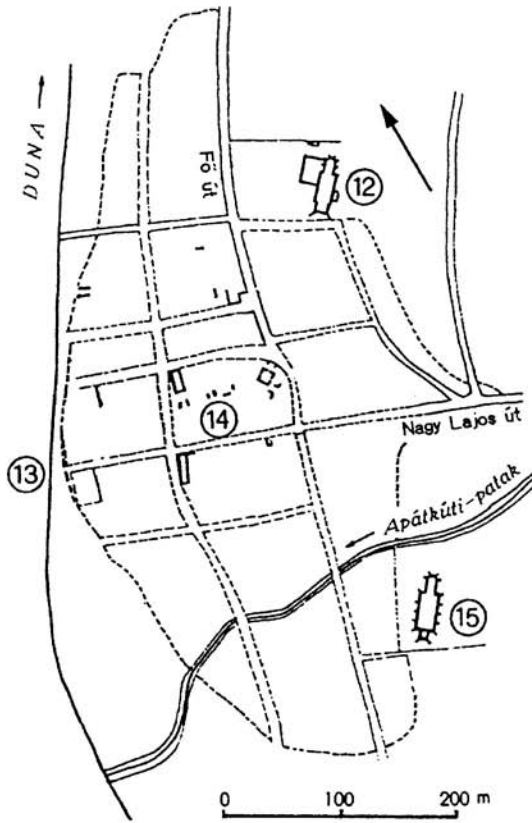 DUNA
Fő út
12
14
Nagy Lajos út
13
Apátkúti-patak
15
0 100 200 m